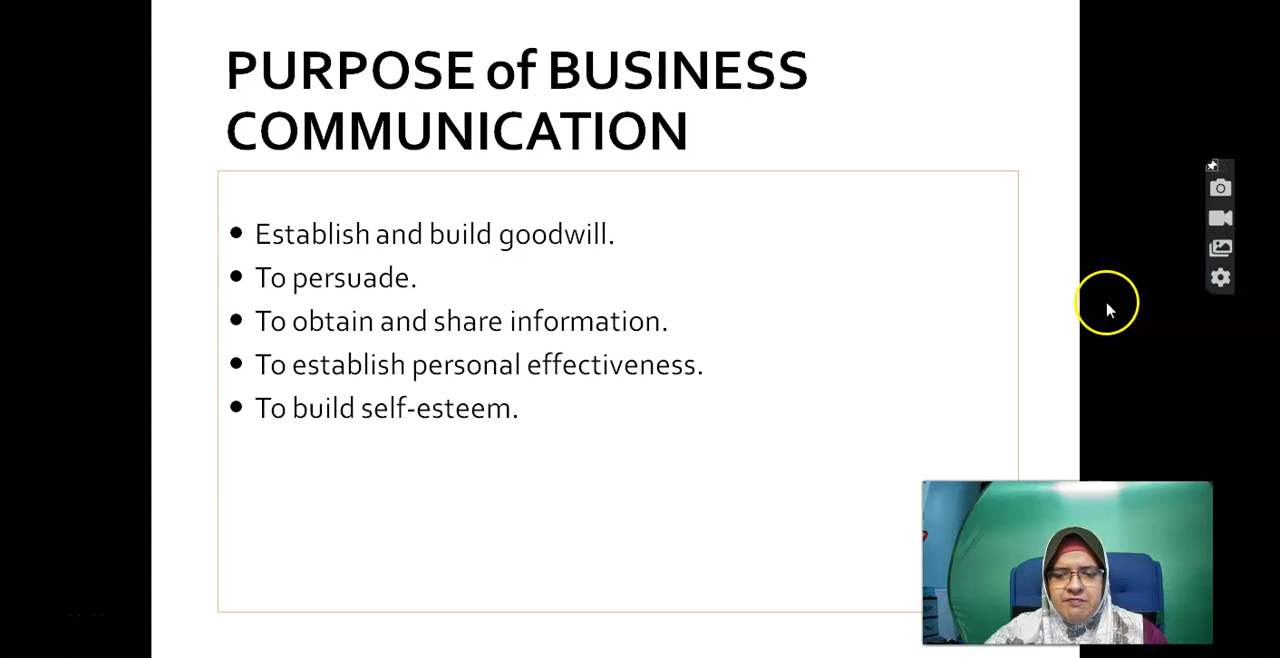 PURPOSE of BUSINESS
COMMUNICATION
• Establish and build goodwill.
• To persuade.
• To obtain and share information.
• To establish personal effectiveness.
• To build self-esteem.